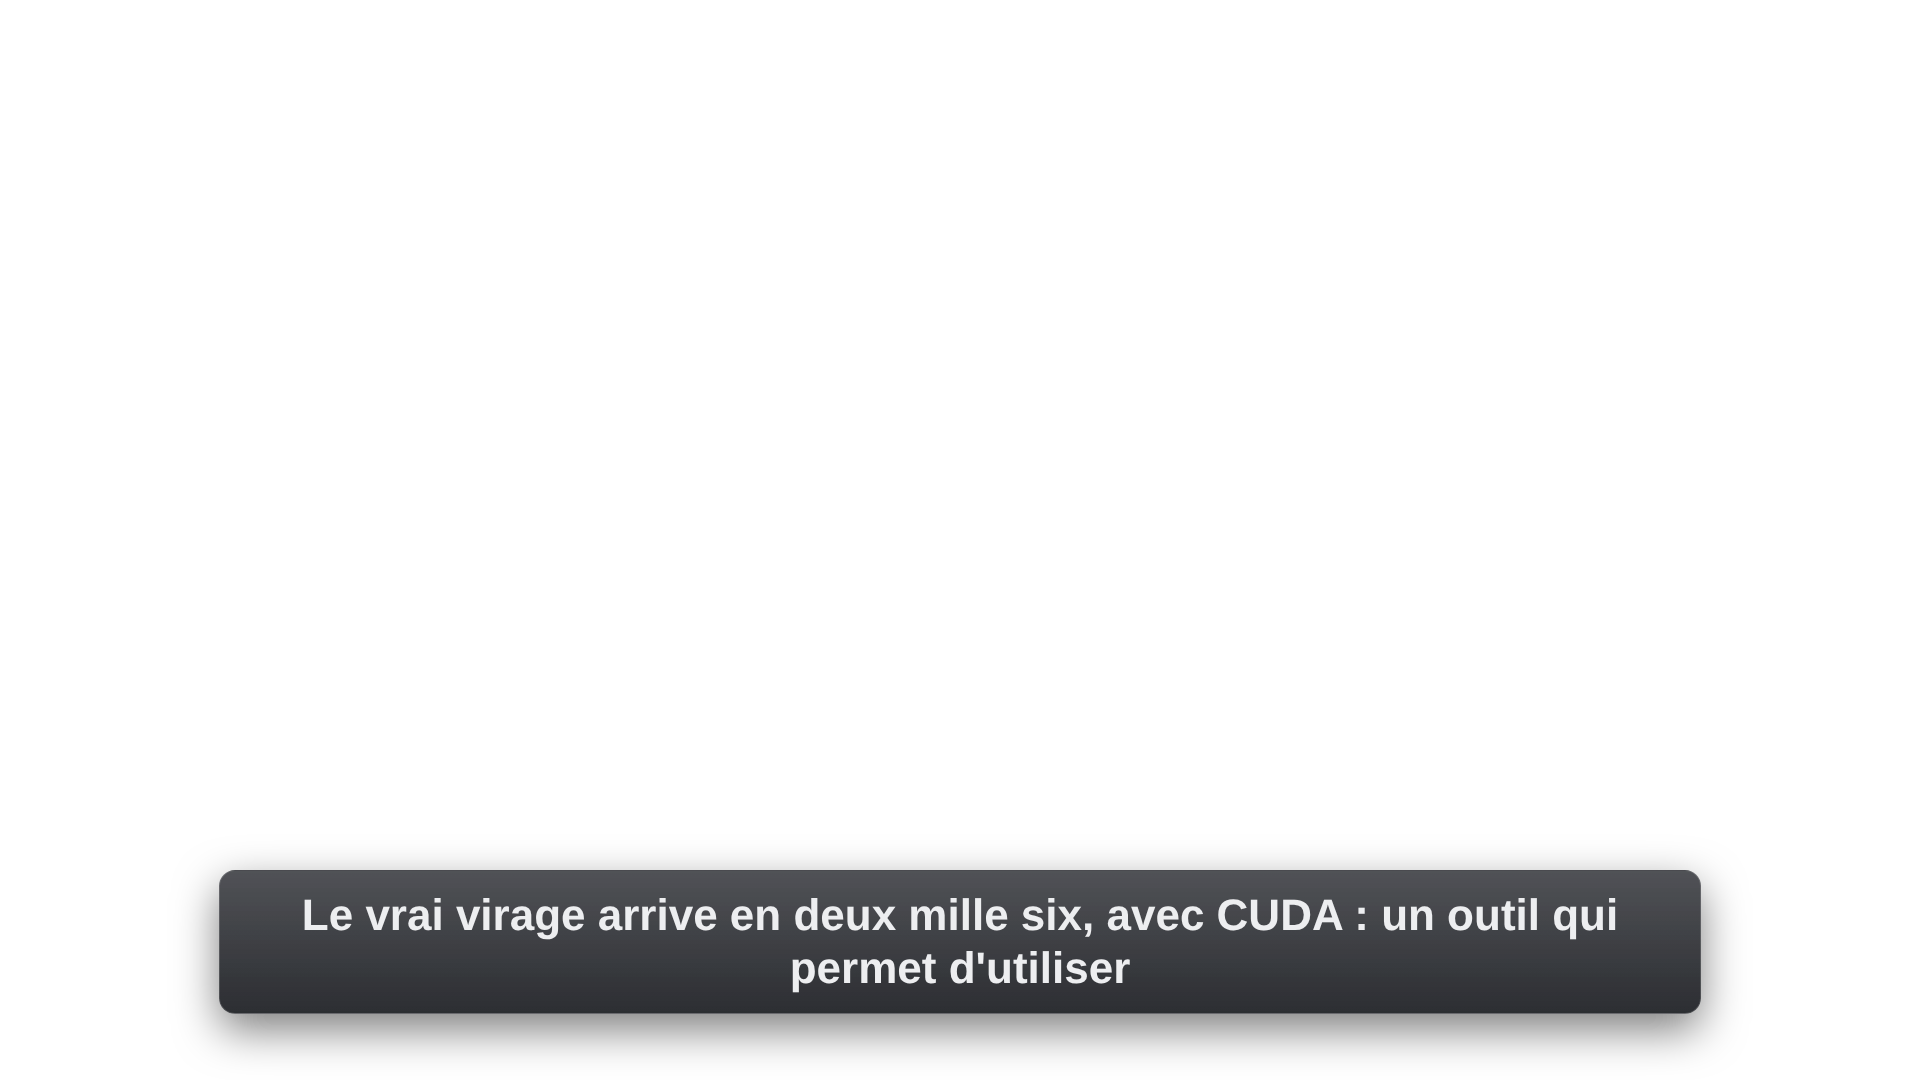 Le vrai virage arrive en deux mille six, avec CUDA : un outil qui
permet d'utiliser